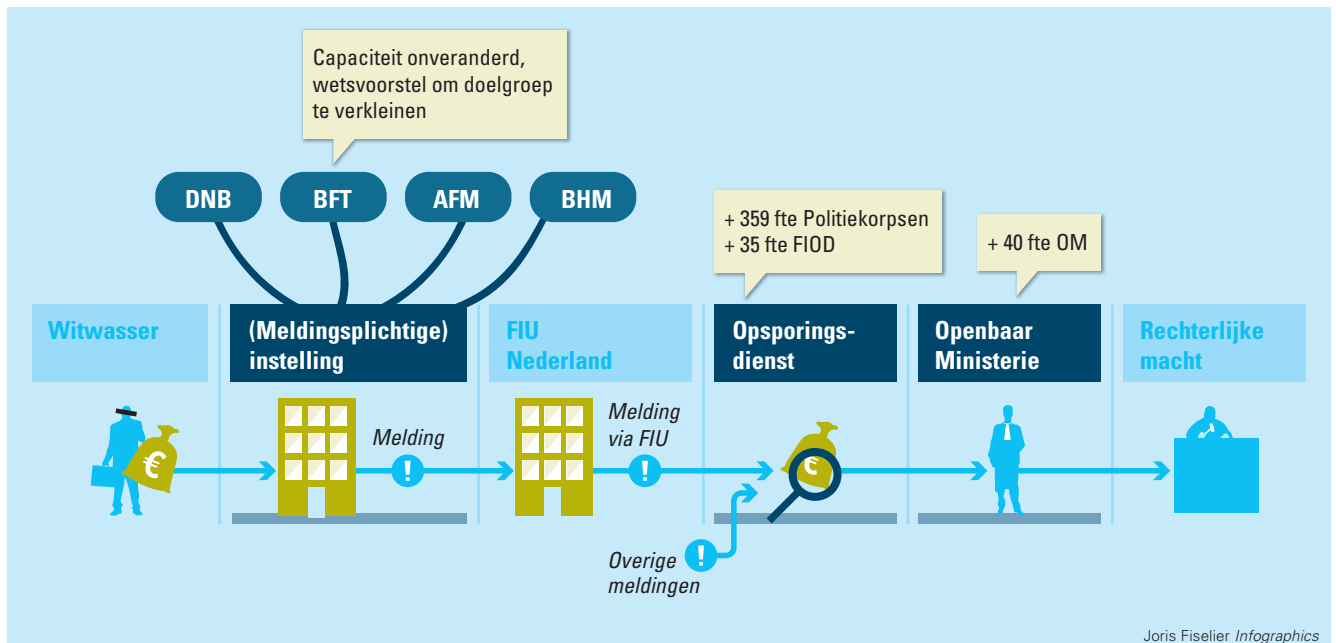 Capaciteit onveranderd,
wetsvoorstel om doelgroep
te verkleinen
DNB
BFT
AFM
BHM
+ 359 fte Politiekorpsen
+ 35 fte FIOD
+ 40 fte OM
Witwasser
(Meldingsplichtige)
instelling
FIU
Nederland
Opsporings-
dienst
Openbaar
Ministerie
Rechterlijke
macht
€
Melding
!
Melding
via FIU
!
€
Overige
meldingen
!
Joris Fiselier Infographics